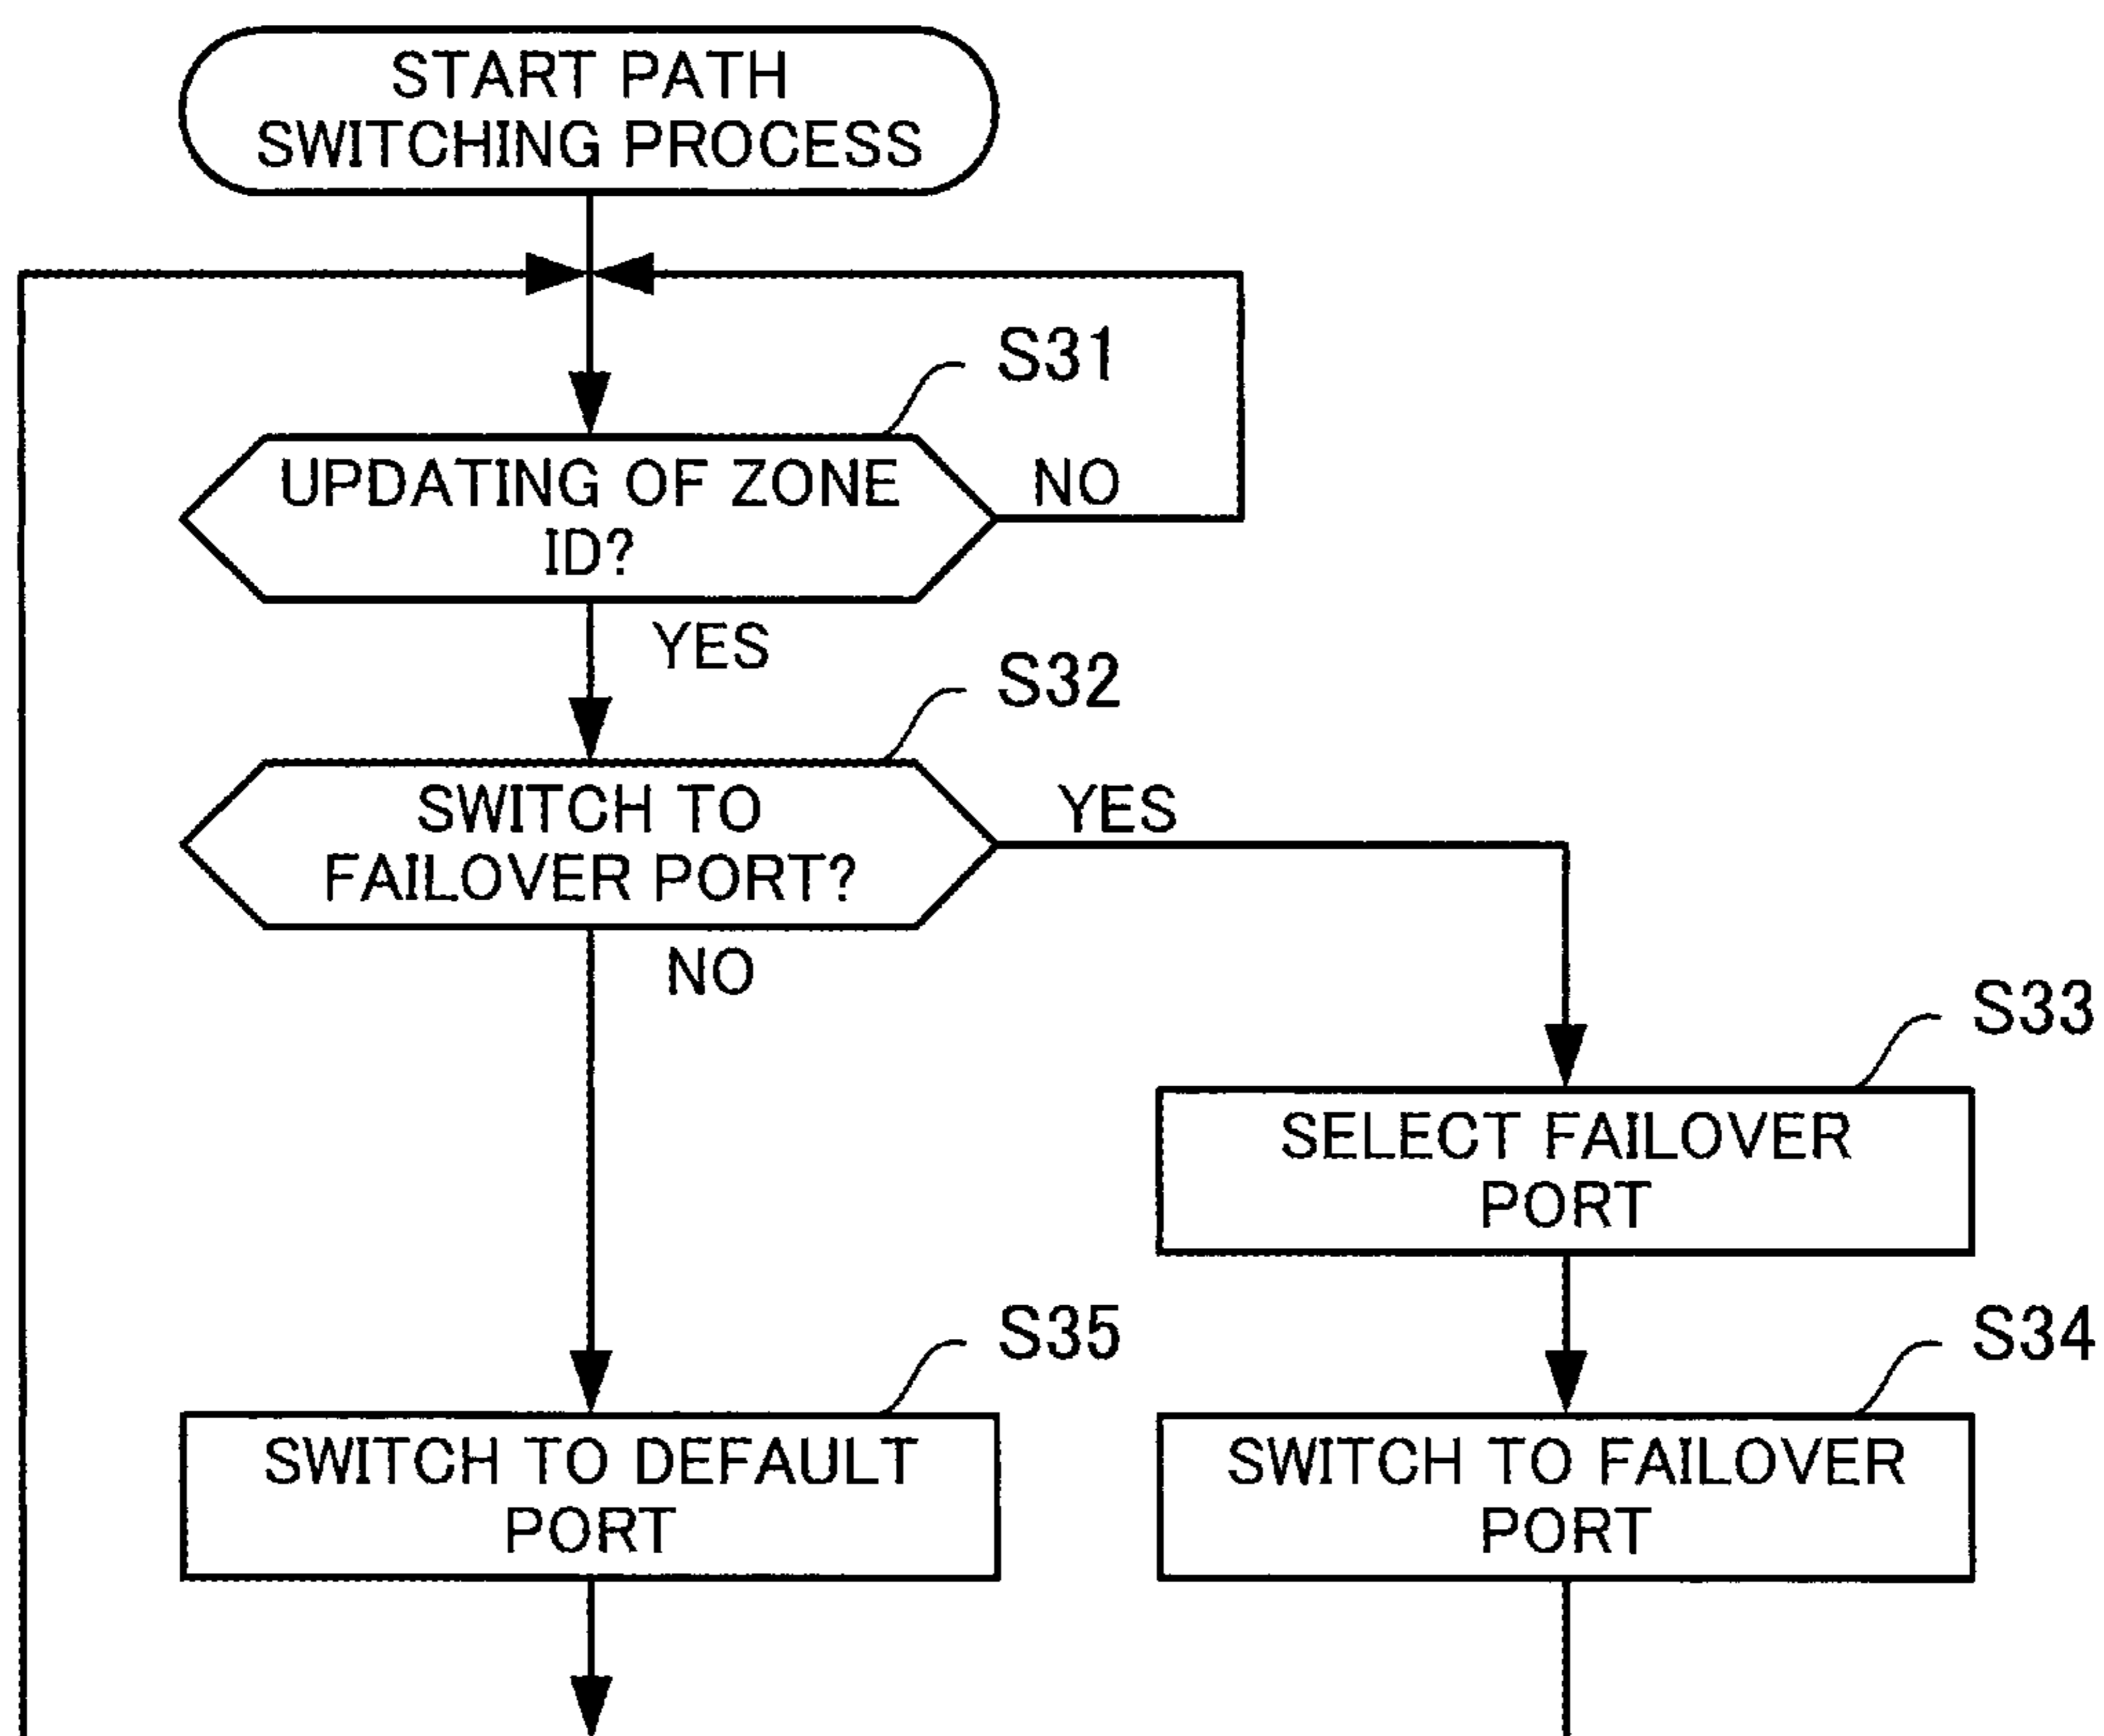 START PATH
SWITCHING PROCESS
S31
UPDATING OF ZONE
ID?
NO
YES
S32
SWITCH TO
FAILOVER PORT?
YES
NO
S33
SELECT FAILOVER
PORT
S35
SWITCH TO DEFAULT
PORT
S34
SWITCH TO FAILOVER
PORT